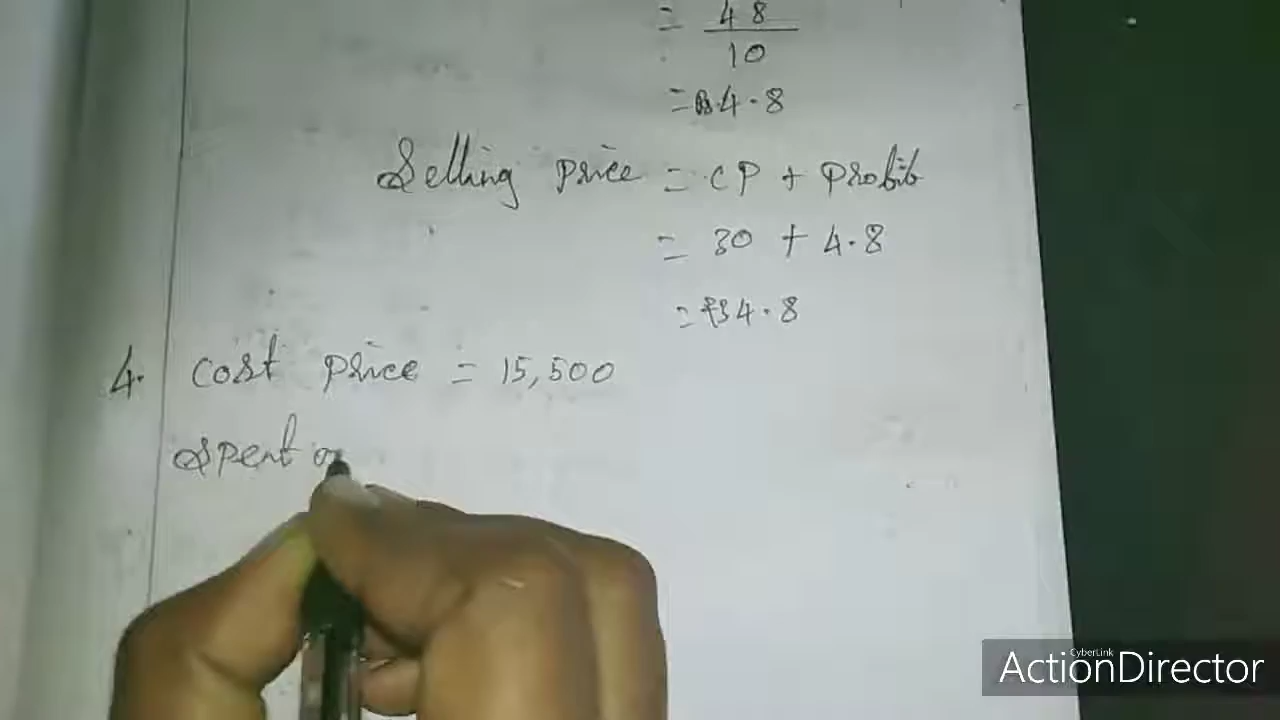 = 48
10
= ₹4.8
Selling price = CP + Profit
= 30 + 4.8
= ₹34.8
4. Cost price = 15,500
Spent o
CyberLink
ActionDirector